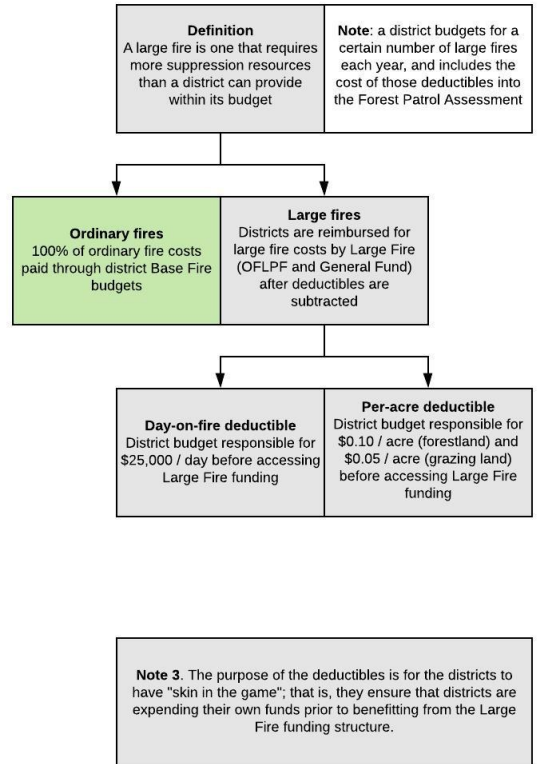 Definition
A large fire is one that requires
more suppression resources
than a district can provide
within its budget
Note: a district budgets for a
certain number of large fires
each year, and includes the
cost of those deductibles into
the Forest Patrol Assessment
Ordinary fires
100% of ordinary fire costs
paid through district Base Fire
budgets
Large fires
Districts are reimbursed for
large fire costs by Large Fire
(OFLPF and General Fund)
after deductibles are
subtracted
Day-on-fire deductible
District budget responsible for
$25,000 / day before accessing
Large Fire funding
Per-acre deductible
District budget responsible for
$0.10 / acre (forestland) and
$0.05 / acre (grazing land)
before accessing Large Fire
funding
Note 3. The purpose of the deductibles is for the districts to
have "skin in the game"; that is, they ensure that districts are
expending their own funds prior to benefitting from the Large
Fire funding structure.